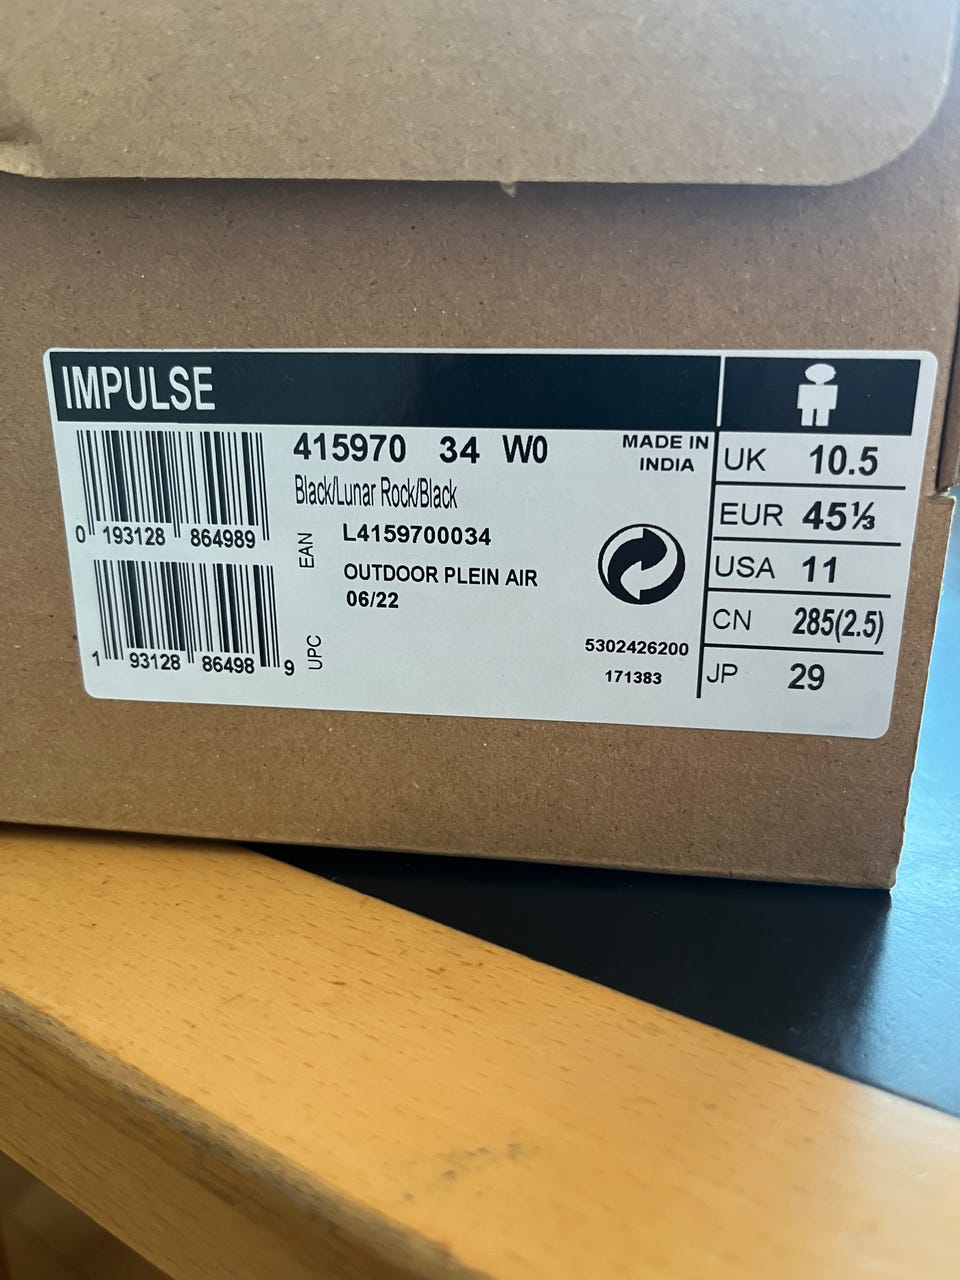 IMPULSE
415970 34 W0
Black/Lunar Rock/Black
0 193128 864989
EAN
L4159700034
OUTDOOR PLEIN AIR
06/22
1 93128 86498 9
UPC
MADE IN
INDIA
5302426200
171383
UK 10.5
EUR 45⅓
USA 11
CN 285(2.5)
JP 29